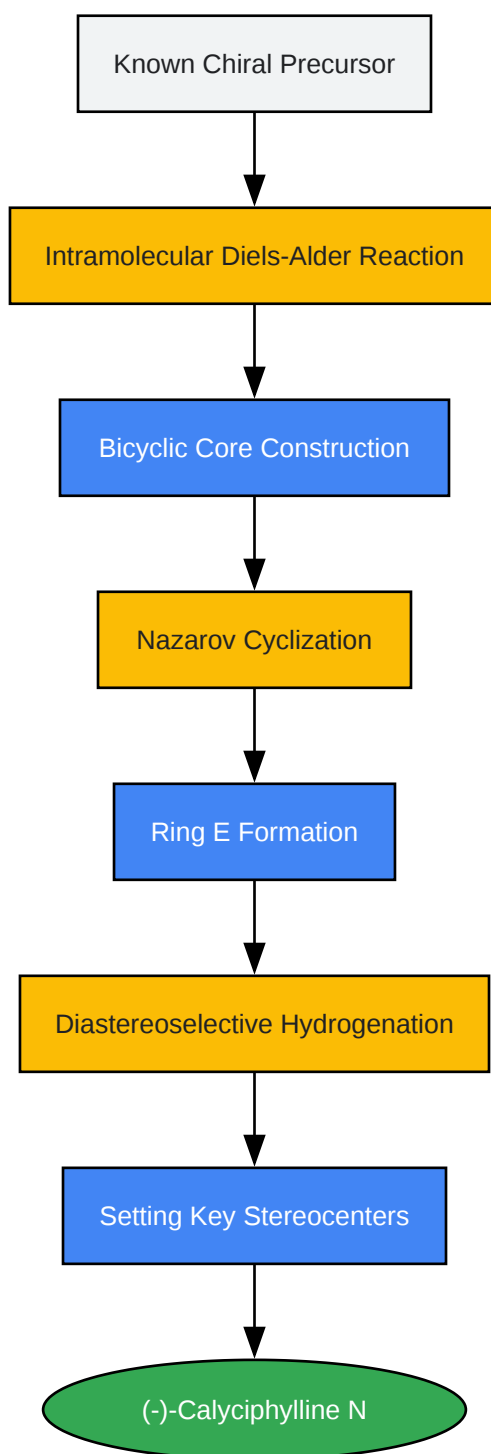 Known Chiral Precursor
Intramolecular Diels-Alder Reaction
Bicyclic Core Construction
Nazarov Cyclization
Ring E Formation
Diastereoselective Hydrogenation
Setting Key Stereocenters
(-)-Calyciphylline N